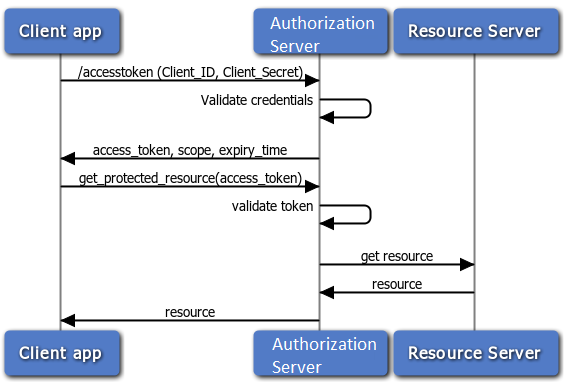 Client app
Authorization
Server
Resource Server
/accesstoken (Client_ID, Client_Secret)
Validate credentials
access_token, scope, expiry_time
get_protected_resource(access_token)
validate token
get resource
resource
resource
Client app
Authorization
Server
Resource Server